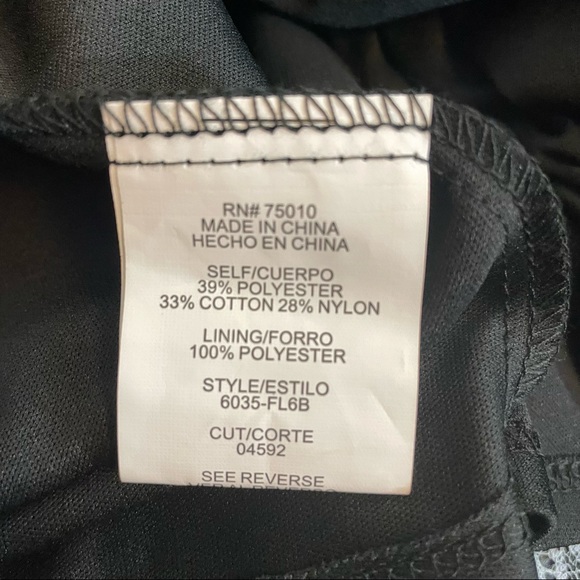 RN# 75010
MADE IN CHINA
HECHO EN CHINA
SELF/CUERPO
39% POLYESTER
33% COTTON 28% NYLON
LINING/FORRO
100% POLYESTER
STYLE/ESTILO
6035-FL6B
CUT/CORTE
04592
SEE REVERSE